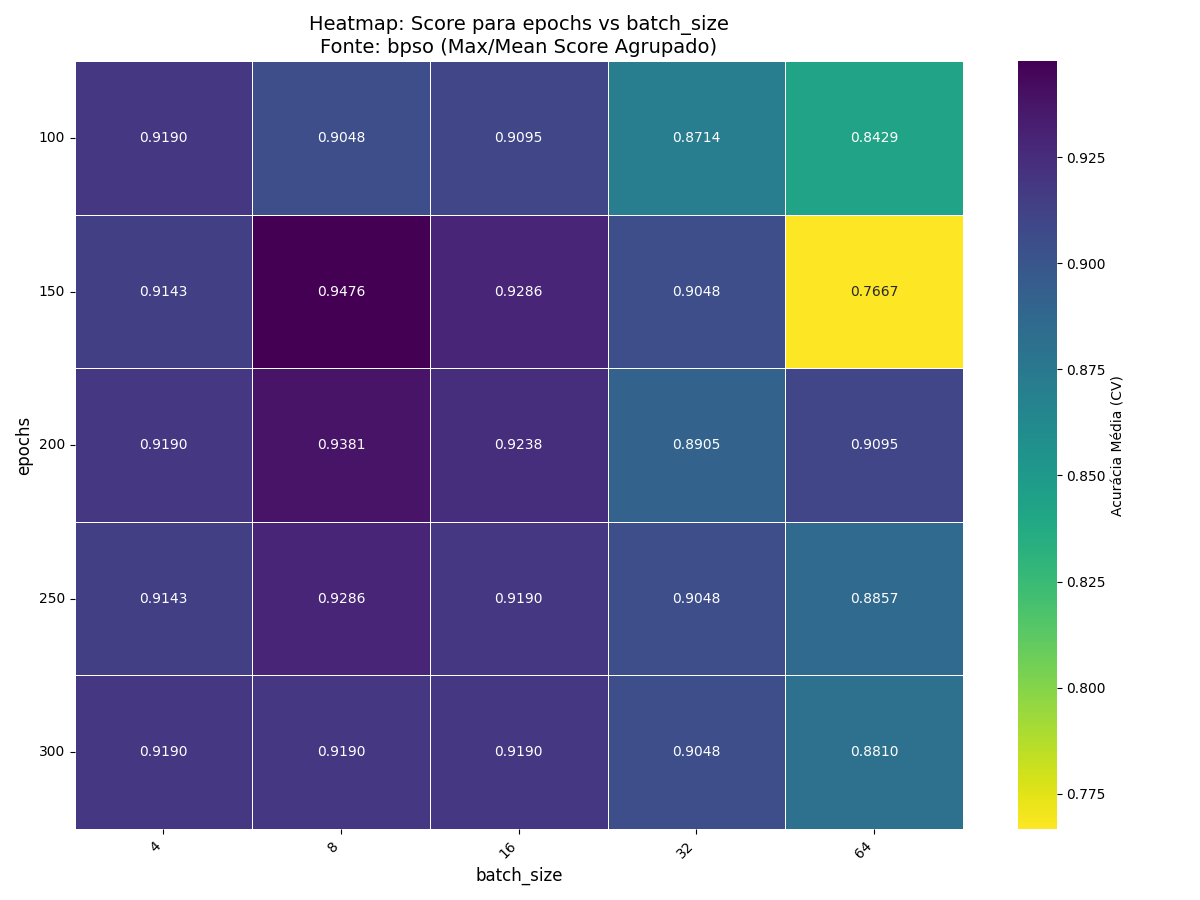 Heatmap: Score para epochs vs batch_size
Fonte: bpso (Max/Mean Score Agrupado)
epochs
100 0.9190 0.9048 0.9095 0.8714 0.8429
150 0.9143 0.9476 0.9286 0.9048 0.7667
200 0.9190 0.9381 0.9238 0.8905 0.9095
250 0.9143 0.9286 0.9190 0.9048 0.8857
300 0.9190 0.9190 0.9190 0.9048 0.8810
4 8 16 32 64
batch_size
0.925
0.900
0.875
0.850
0.825
0.800
0.775
Acurácia Média (CV)